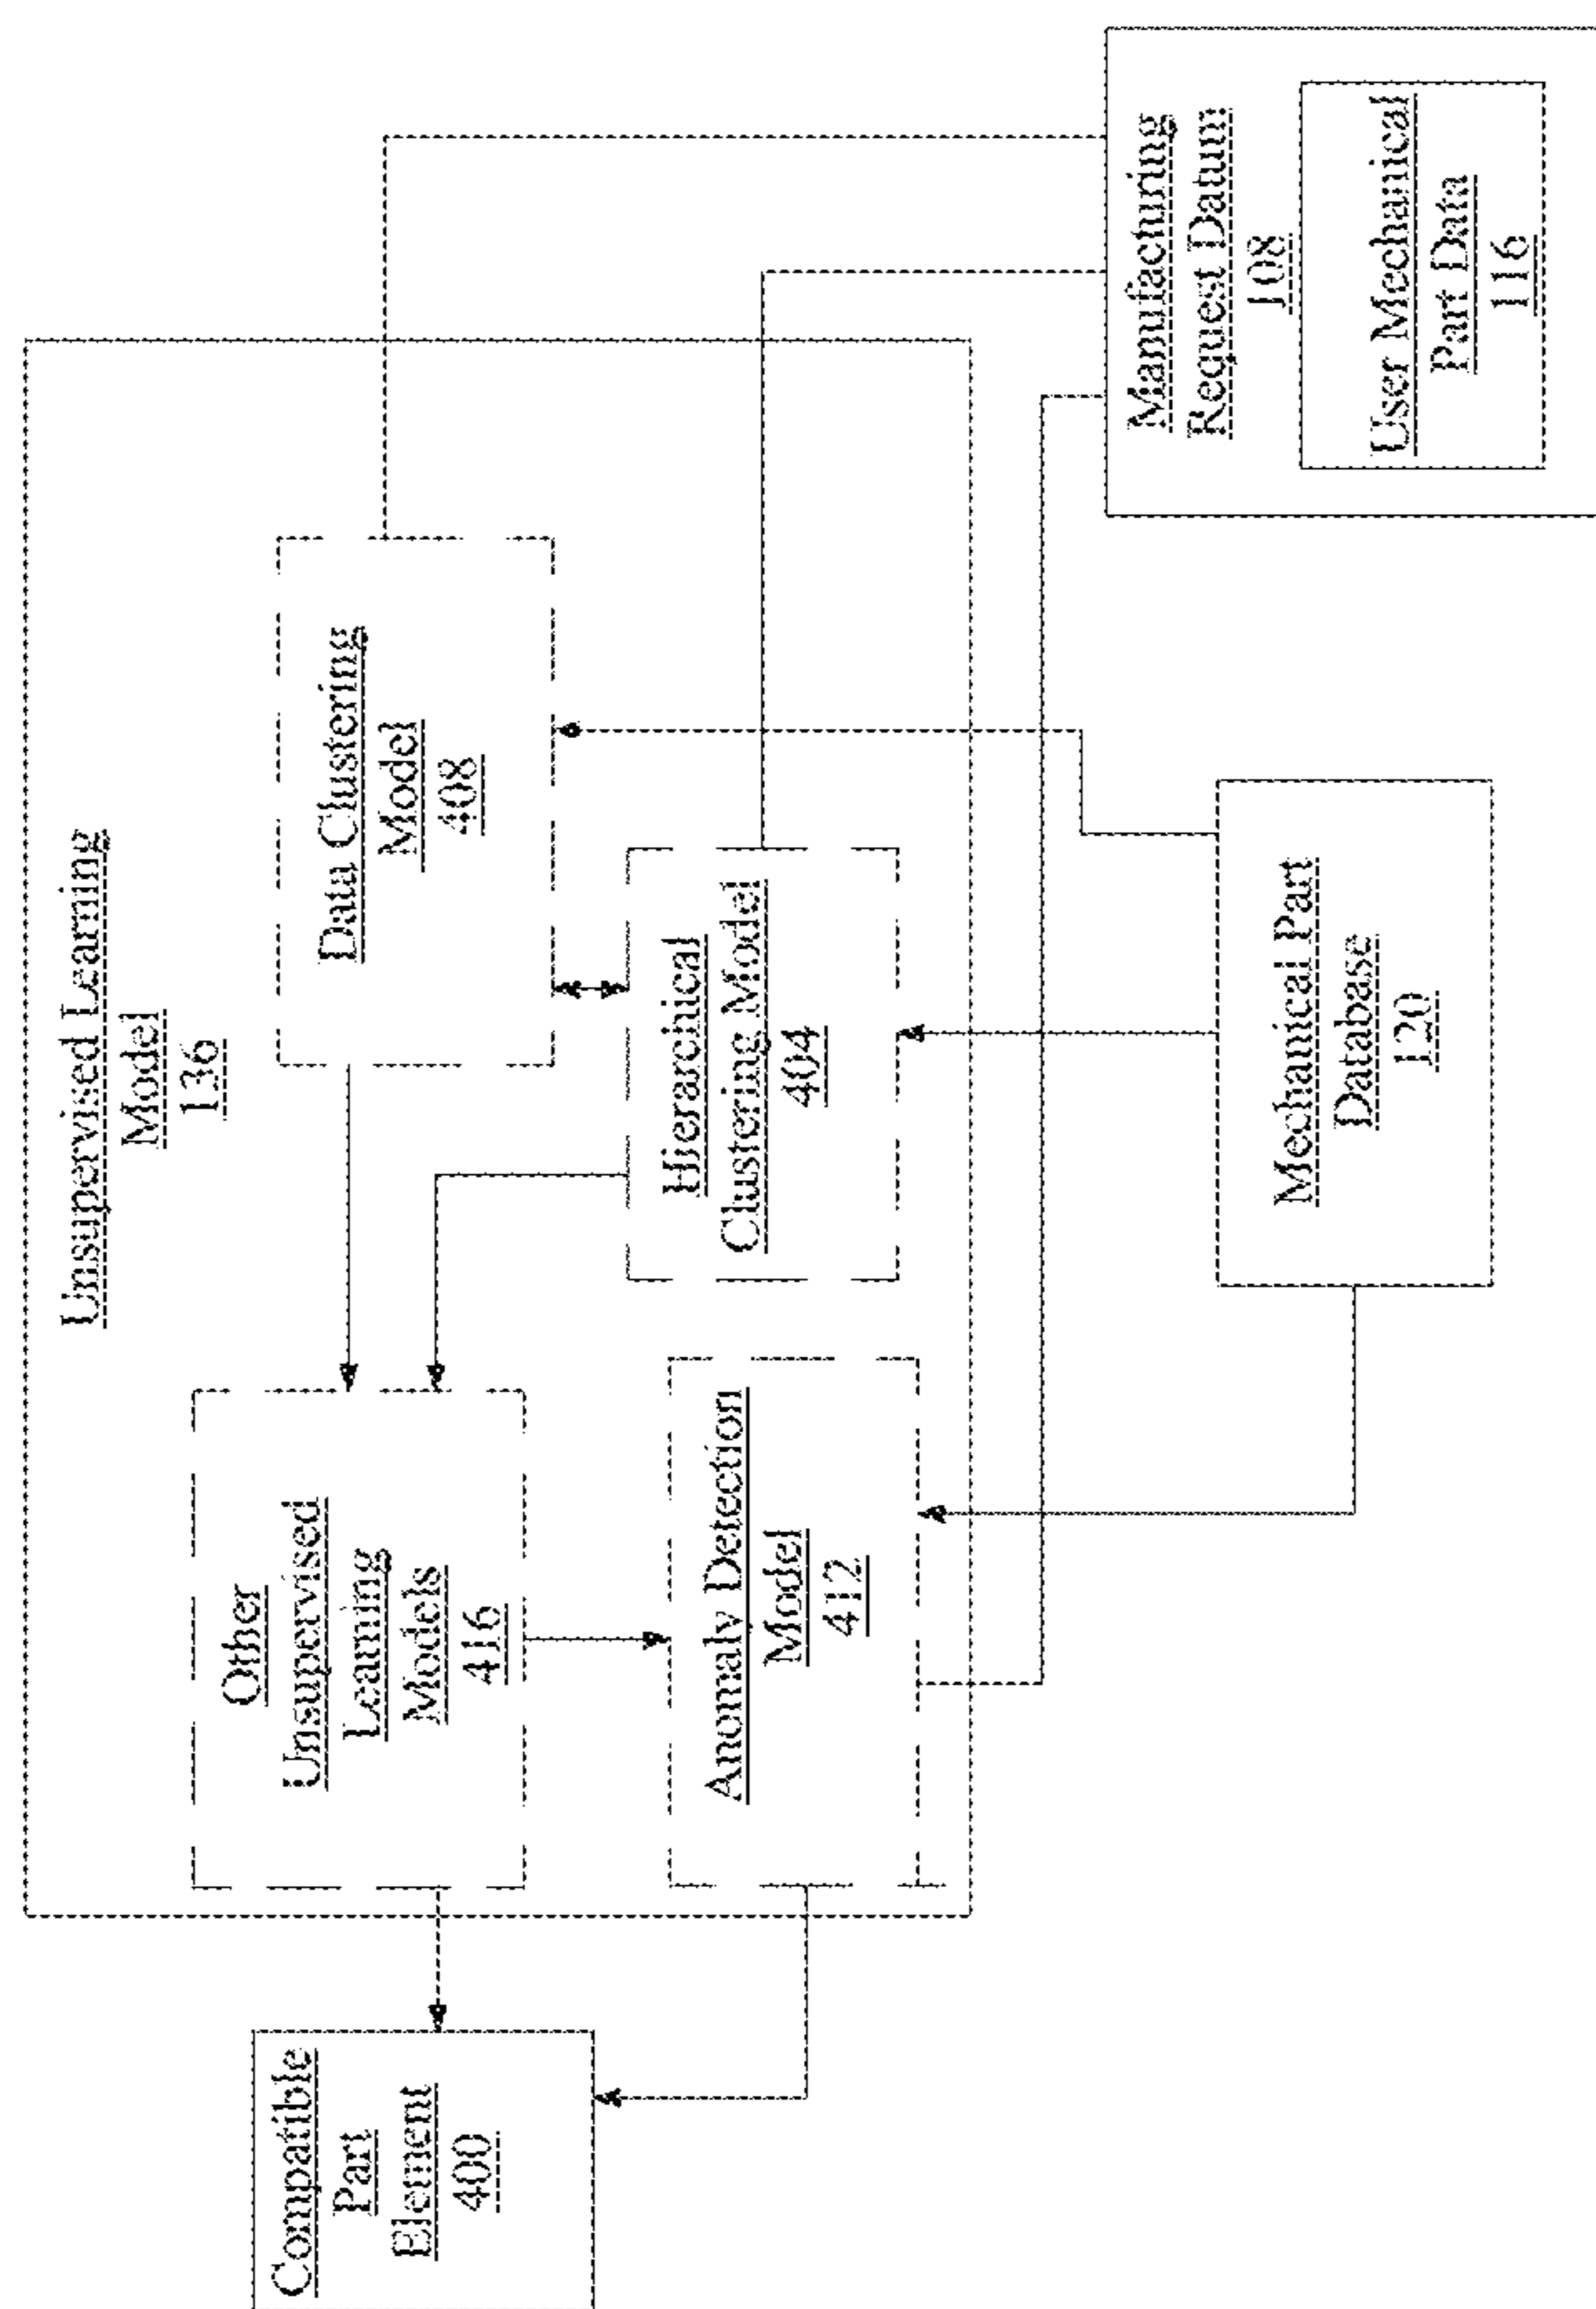 Unsupervised Learning
Model
136
Compatible
Part
Element
400
Other
Unsupervised
Learning
Models
416
Data Clustering
Model
408
Anomaly Detection
Model
412
Hierarchical
Clustering Model
404
Mechanical Part
Database
120
Manufacturing
Request Datum
108
User Mechanical
Part Data
116